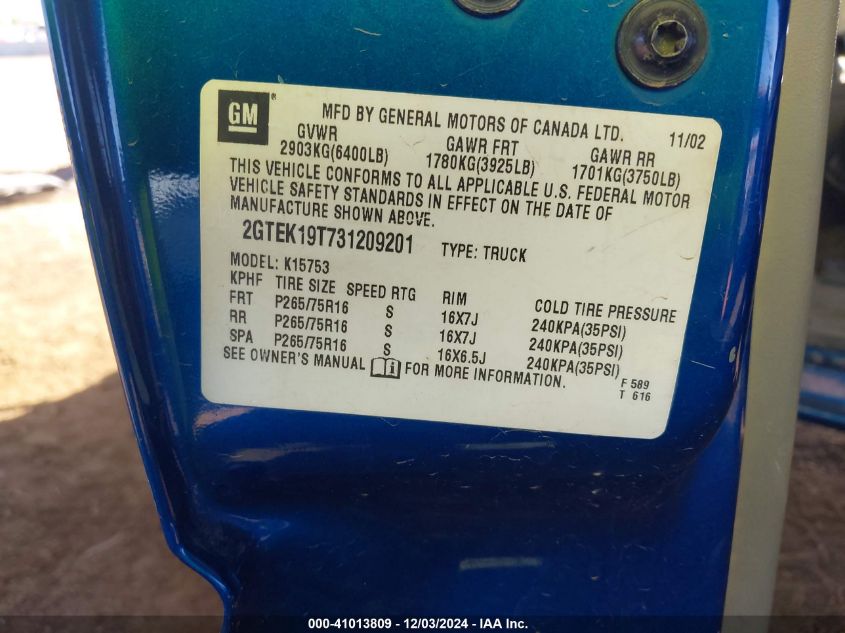 GM ®
MFD BY GENERAL MOTORS OF CANADA LTD. 11/02
GVWR GAWR FRT GAWR RR
2903KG(6400LB) 1780KG(3925LB) 1701KG(3750LB)
THIS VEHICLE CONFORMS TO ALL APPLICABLE U.S. FEDERAL MOTOR
VEHICLE SAFETY STANDARDS IN EFFECT ON THE DATE OF
MANUFACTURE SHOWN ABOVE.
2GTEK19T731209201 TYPE: TRUCK
MODEL: K15753
KPHF TIRE SIZE SPEED RTG RIM COLD TIRE PRESSURE
FRT P265/75R16 S 16X7J 240KPA(35PSI)
RR P265/75R16 S 16X7J 240KPA(35PSI)
SPA P265/75R16 S 16X6.5J 240KPA(35PSI)
SEE OWNER'S MANUAL FOR MORE INFORMATION.
F 589
T 616
000-41013809 - 12/03/2024 - IAA Inc.